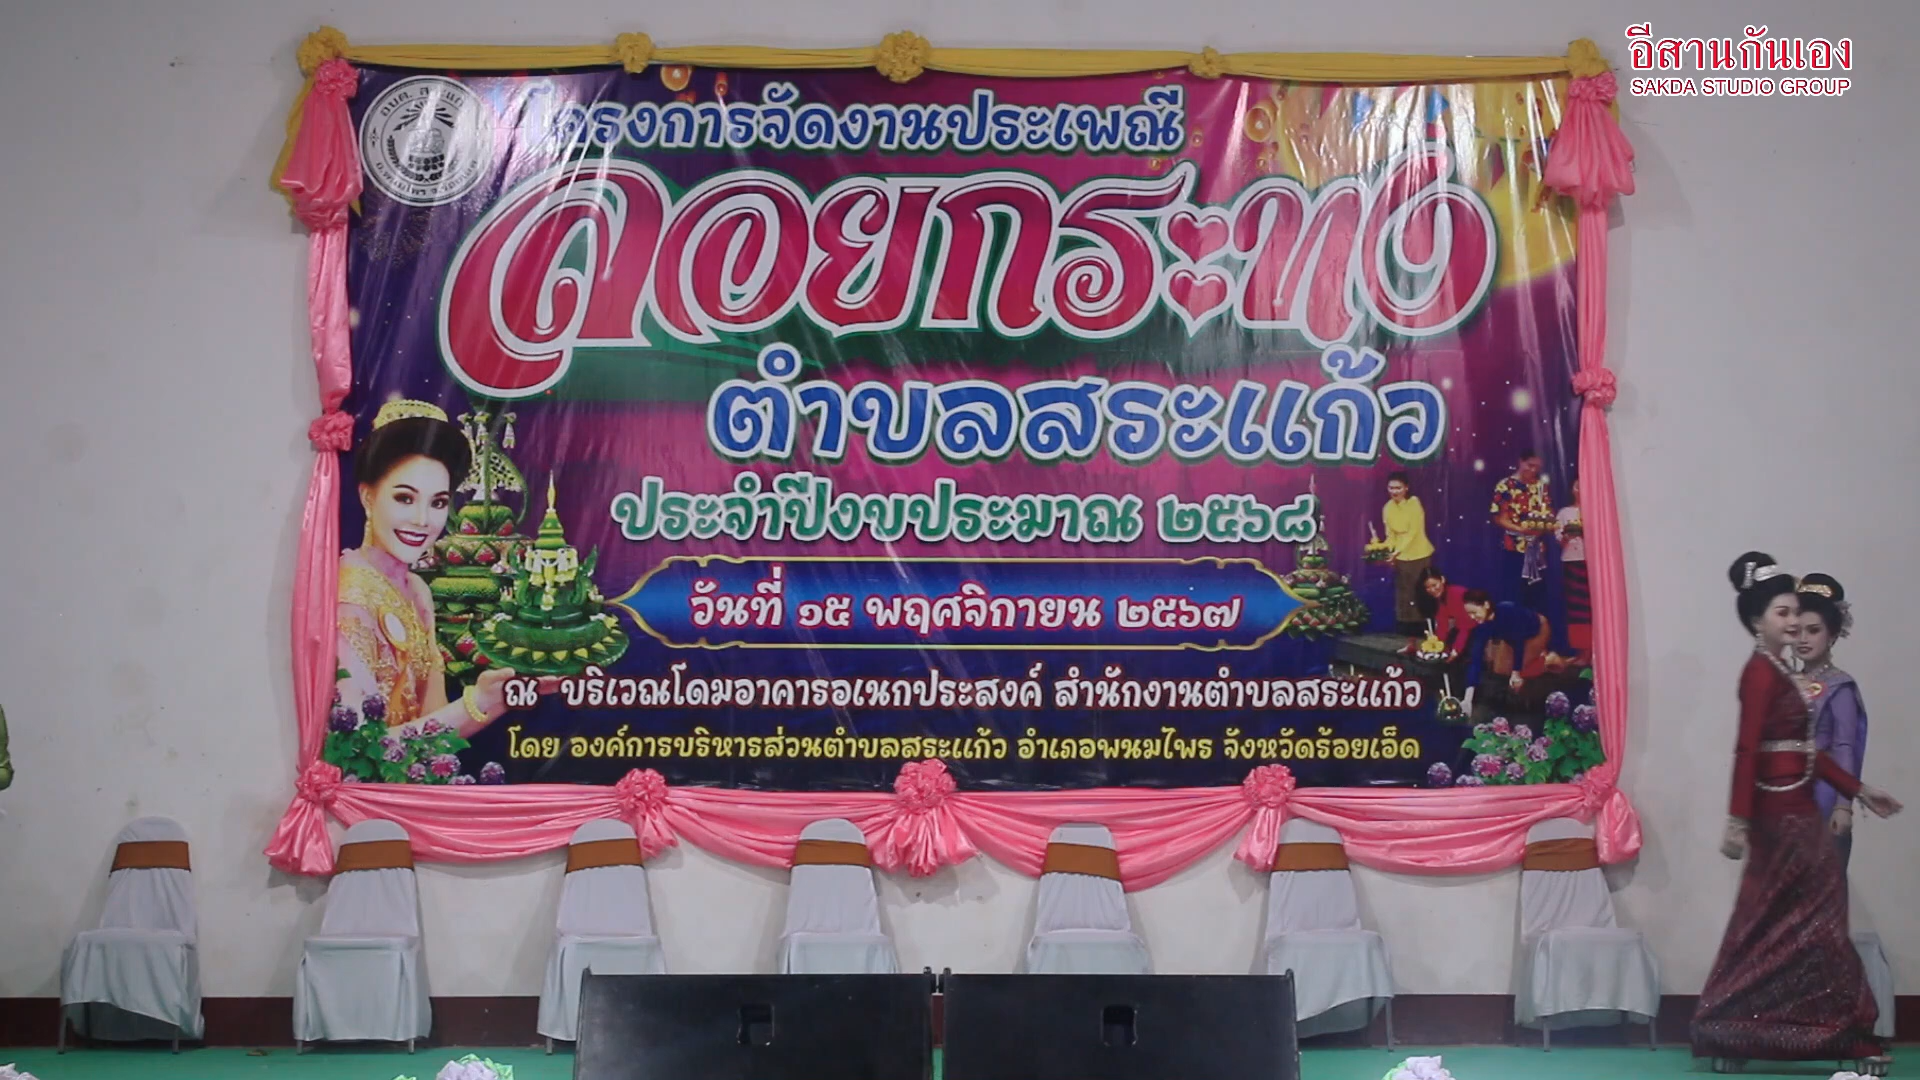 อีสานกันเอง
SAKDA STUDIO GROUP
โครงการจัดงานประเพณี
ลอยกระทง
ตำบลสระแก้ว
ประจำปีงบประมาณ ๒๕๖๘
วันที่ ๑๕ พฤศจิกายน ๒๕๖๗
ณ บริเวณโดมอาคารอเนกประสงค์ สำนักงานตำบลสระแก้ว
โดย องค์การบริหารส่วนตำบลสระแก้ว อำเภอพนมไพร จังหวัดร้อยเอ็ด